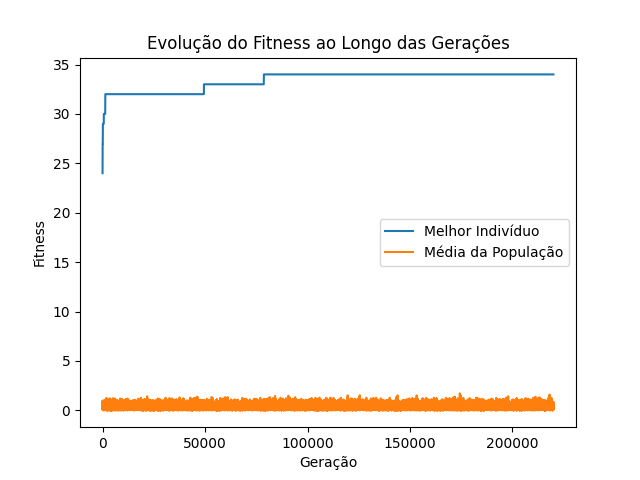 Evolução do Fitness ao Longo das Gerações
35
30
25
20
15
10
5
0
Fitness
Melhor Indivíduo
Média da População
0 50000 100000 150000 200000
Geração